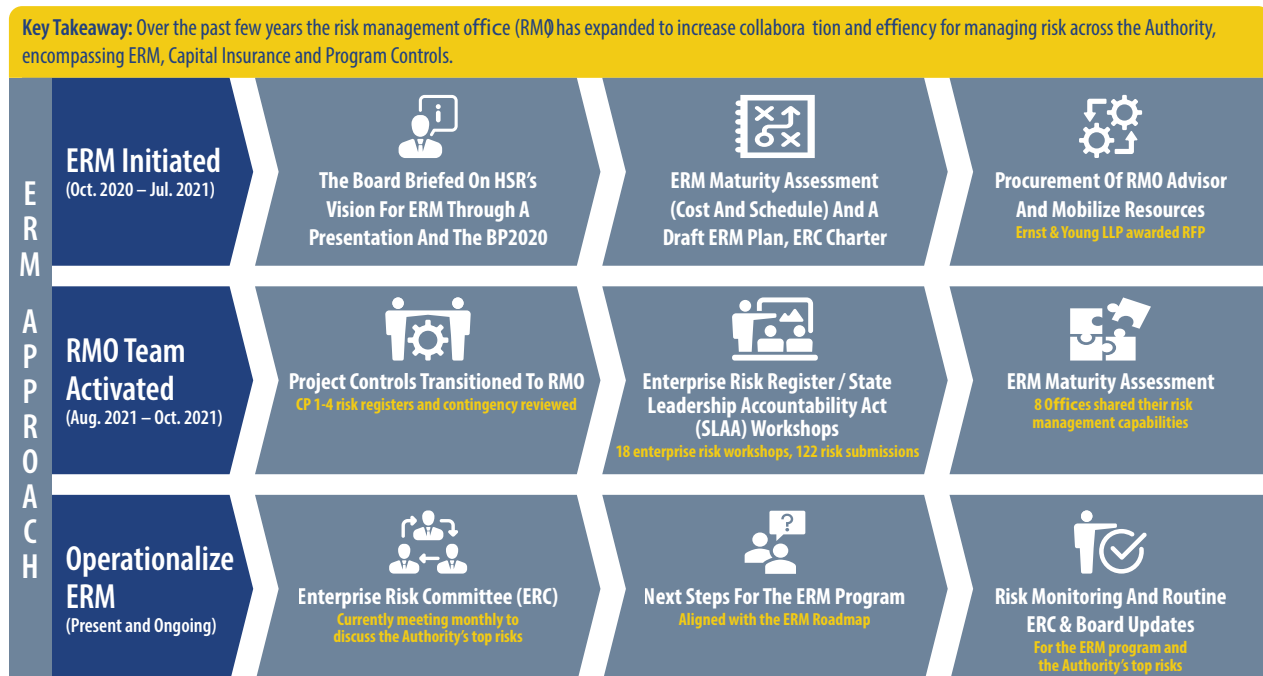 Key Takeaway: Over the past few years the risk management office (RMO) has expanded to increase collabora tion and effiency for managing risk across the Authority,
encompassing ERM, Capital Insurance and Program Controls.
ERM APPROACH
ERM Initiated
(Oct. 2020 – Jul. 2021)
i
The Board Briefed On HSR's
Vision For ERM Through A
Presentation And The BP2020
ERM Maturity Assessment
(Cost And Schedule) And A
Draft ERM Plan, ERC Charter
Procurement Of RMO Advisor
And Mobilize Resources
Ernst & Young LLP awarded RFP
RMO Team
Activated
(Aug. 2021 – Oct. 2021)
Project Controls Transitioned To RMO
CP 1-4 risk registers and contingency reviewed
Enterprise Risk Register / State
Leadership Accountability Act
(SLAA) Workshops
18 enterprise risk workshops, 122 risk submissions
ERM Maturity Assessment
8 Offices shared their risk
management capabilities
Operationalize
ERM
(Present and Ongoing)
Enterprise Risk Committee (ERC)
Currently meeting monthly to
discuss the Authority's top risks
?
Next Steps For The ERM Program
Aligned with the ERM Roadmap
Risk Monitoring And Routine
ERC & Board Updates
For the ERM program and
the Authority's top risks